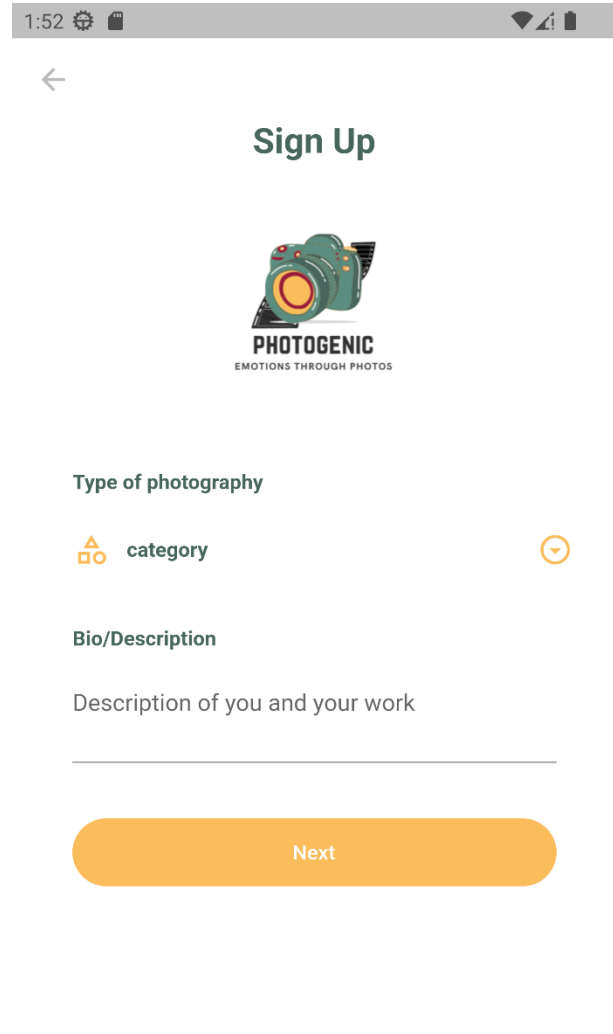 1:52
Sign Up
PHOTOGENIC
EMOTIONS THROUGH PHOTOS
Type of photography
category
Bio/Description
Description of you and your work
Next